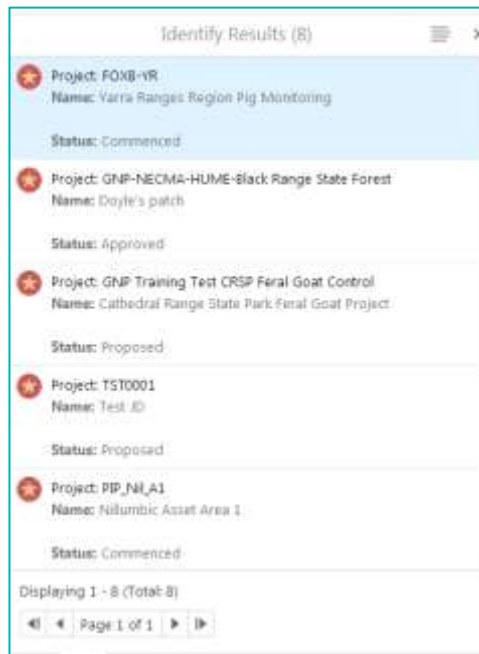 Identify Results (8)
Project: FOXB-YR
Name: Yarra Ranges Region Pig Monitoring
Status: Commenced
Project: GNP-NECMA-HUME-Black Range State Forest
Name: Doyle's patch
Status: Approved
Project: GNP Training Test CRSP Feral Goat Control
Name: Cathedral Range State Park Feral Goat Project
Status: Proposed
Project: TST0001
Name: Test JD
Status: Proposed
Project: PIP_Nil_A1
Name: Nillumbic Asset Area 1
Status: Commenced
Displaying 1 - 8 (Total: 8)
Page 1 of 1